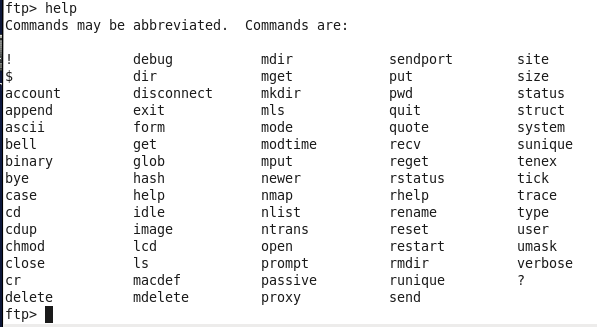 ftp> help
Commands may be abbreviated.  Commands are:

!               debug           mdir            sendport        site
$               dir             mget            put             size
account         disconnect      mkdir           pwd             status
append          exit            mls             quit            struct
ascii           form            mode            quote           system
bell            get             modtime         recv            sunique
binary          glob            mput            reget           tenex
bye             hash            newer           rstatus         tick
case            help            nmap            rhelp           trace
cd              idle            nlist           rename          type
cdup            image           ntrans          reset           user
chmod           lcd             open            restart         umask
close           ls              prompt          rmdir           verbose
cr              macdef          passive         runique         ?
delete          mdelete         proxy           send
ftp>